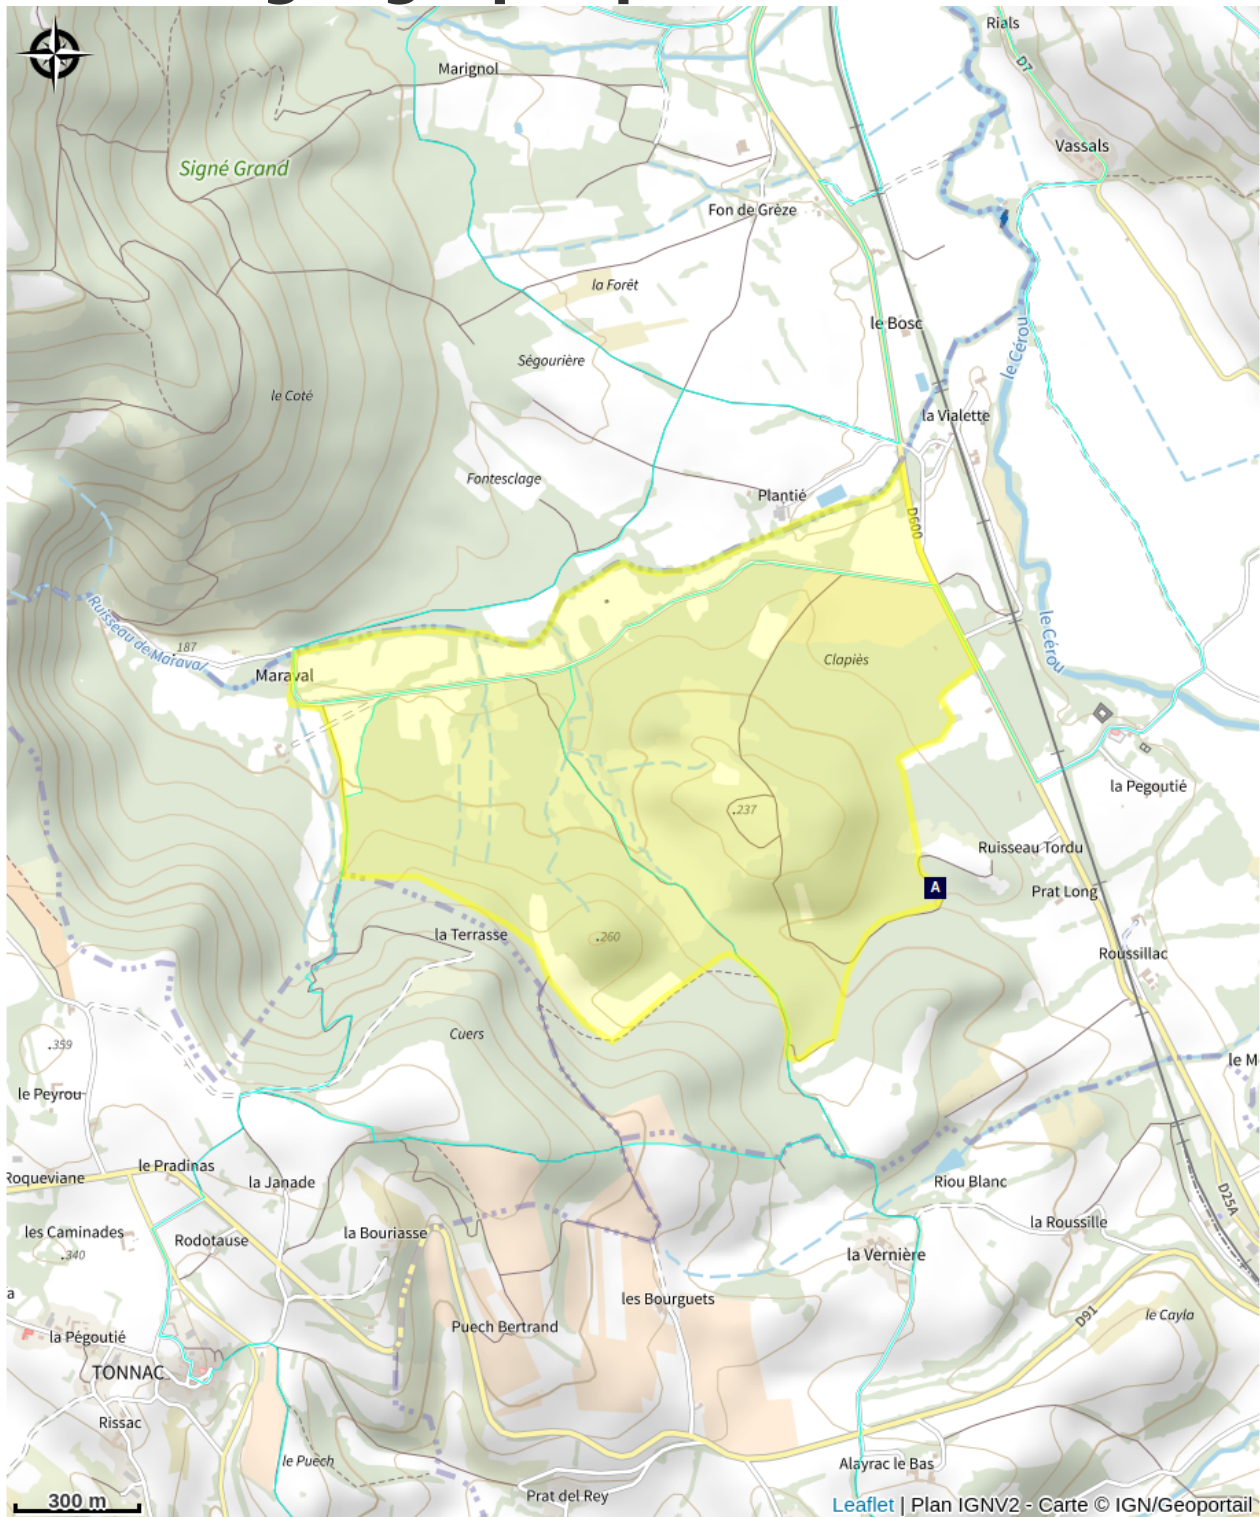 Rials
D7
Marignol
Vassals
Signé Grand
Fon de Grèze
la Forêt
le Bosc
le Cérou
Ségourière
le Coté
la Vialette
Fontesclage
Plantié
D600
Ruisseau de Maraval
187
le Cérou
Maraval
Clapiès
la Pegoutié
.237
Ruisseau Tordu
A
Prat Long
la Terrasse
.260
Roussillac
Cuers
.359
le M
le Peyrou
le Pradinas
Roqueviane
la Janade
Riou Blanc
D25A
les Caminades
la Bouriasse
la Roussille
Rodotause
.340
la Vernière
a
les Bourguets
le Cayla
D91
la Pégoutié
Puech Bertrand
TONNAC
Rissac
le Puech
Alayrac le Bas
Prat del Rey
300 m
Leaflet | Plan IGNV2 - Carte © IGN/Geoportail